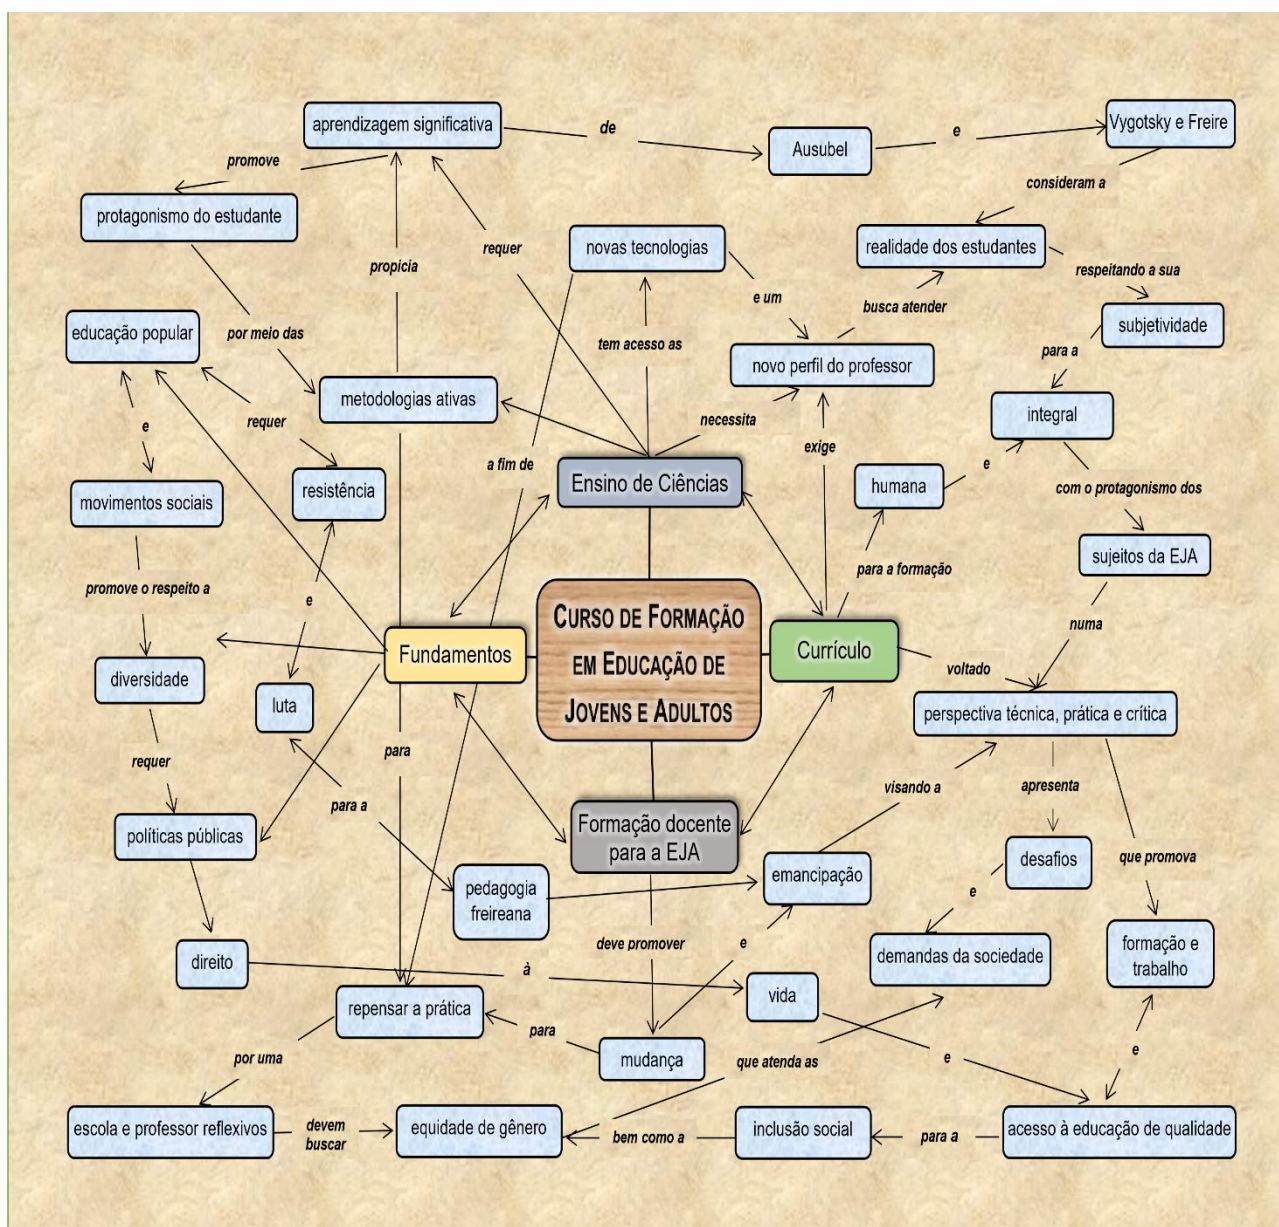 aprendizagem significativa
de
Ausubel
e
Vygotsky e Freire
promove
consideram a
protagonismo do estudante
propicia
requer
novas tecnologias
realidade dos estudantes
respeitando a sua
educação popular
por meio das
e um
busca atender
subjetividade
tem acesso as
para a
novo perfil do professor
metodologias ativas
integral
e
requer
necessita
exige
a fim de
Ensino de Ciências
humana
e
com o protagonismo dos
movimentos sociais
resistência
sujeitos da EJA
promove o respeito a
e
para a formação
CURSO DE FORMAÇÃO
EM EDUCAÇÃO DE
JOVENS E ADULTOS
Fundamentos
Currículo
numa
voltado
diversidade
luta
perspectiva técnica, prática e crítica
requer
para
para a
visando a
apresenta
políticas públicas
Formação docente
para a EJA
desafios
que promova
emancipação
pedagogia
freireana
e
deve promover
e
direito
à
demandas da sociedade
formação e
trabalho
vida
repensar a prática
para
mudança
por uma
que atenda as
e
e
escola e professor reflexivos
devem
buscar
equidade de gênero
bem como a
inclusão social
para a
acesso à educação de qualidade